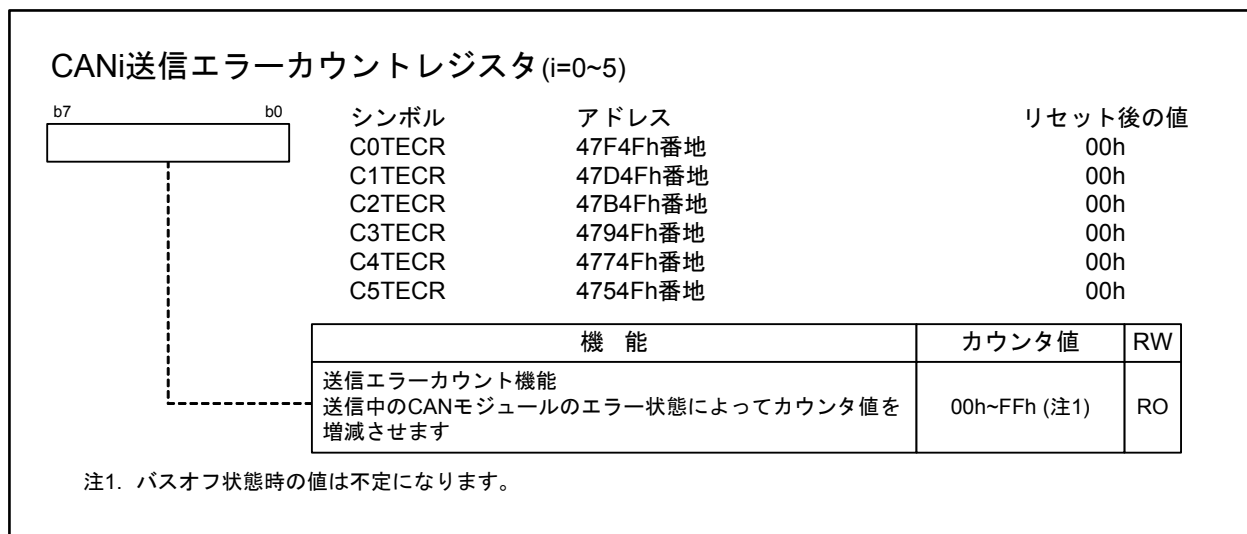 CANi送信エラーカウントレジスタ(i=0~5)
b7 b0 シンボル アドレス リセット後の値
C0TECR 47F4Fh番地 00h
C1TECR 47D4Fh番地 00h
C2TECR 47B4Fh番地 00h
C3TECR 4794Fh番地 00h
C4TECR 4774Fh番地 00h
C5TECR 4754Fh番地 00h
機 能 カウンタ値 RW
送信エラーカウント機能
送信中のCANモジュールのエラー状態によってカウンタ値を 00h~FFh (注1) RO
増減させます
注1. バスオフ状態時の値は不定になります。